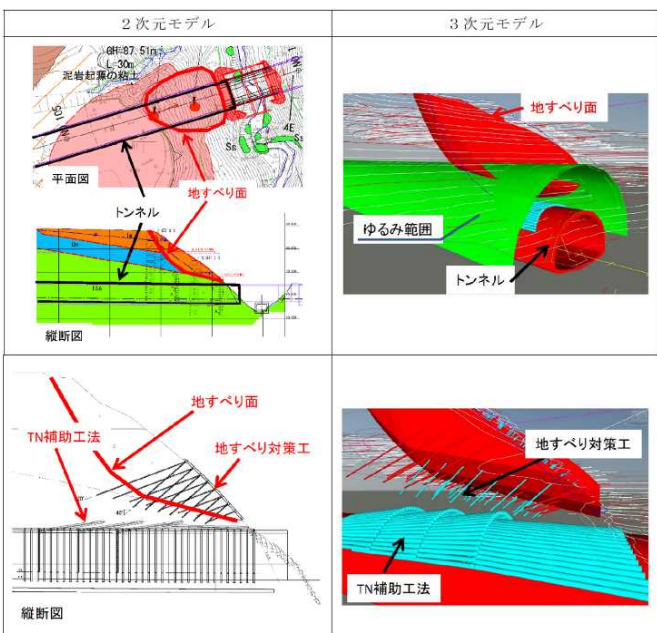 2次元モデル
3次元モデル
GH=87.51m
L=30m
泥岩起源の粘土
4E
Ss
Ss
平面図
地すべり面
トンネル
縦断図
地すべり面
ゆるみ範囲
トンネル
地すべり面
TN補助工法
地すべり対策工
縦断図
地すべり対策工
TN補助工法